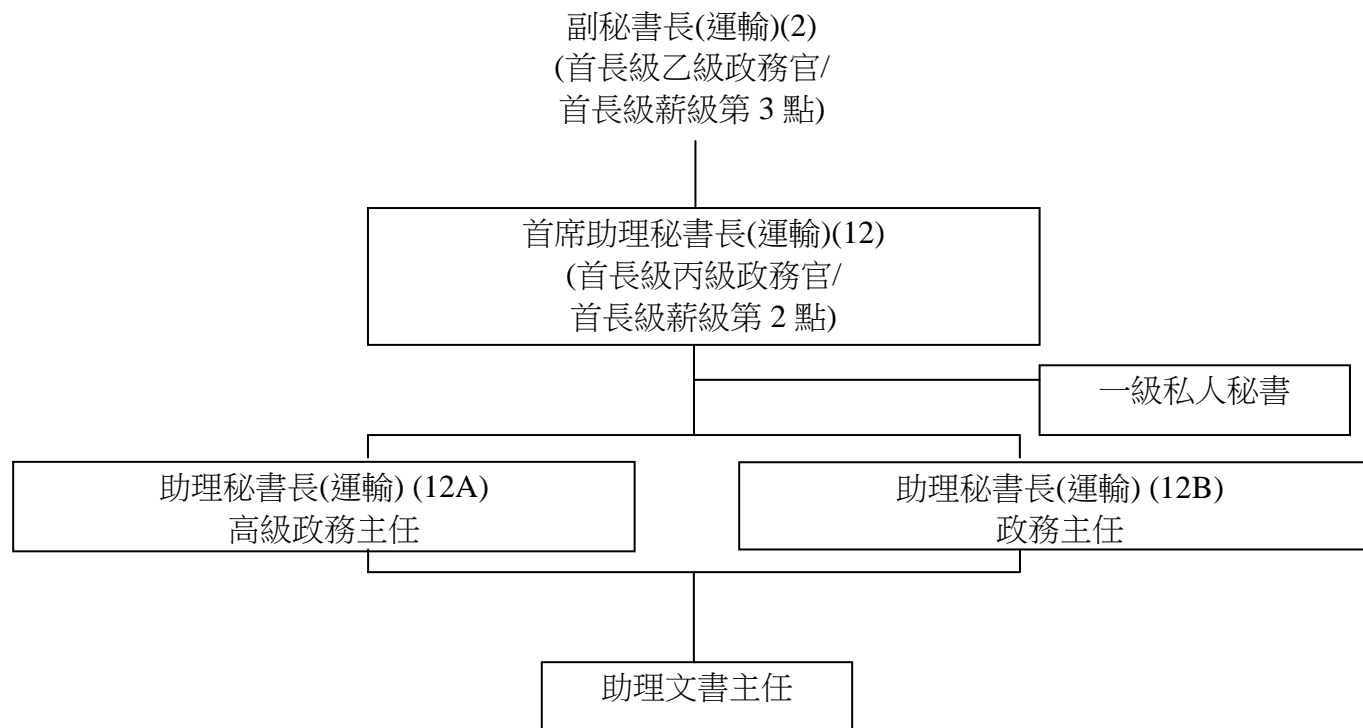 副秘書長(運輸)(2)
(首長級乙級政務官/
首長級薪級第 3 點)
首席助理秘書長(運輸)(12)
(首長級丙級政務官/
首長級薪級第 2 點)
一級私人秘書
助理秘書長(運輸) (12A)
高級政務主任
助理秘書長(運輸) (12B)
政務主任
助理文書主任